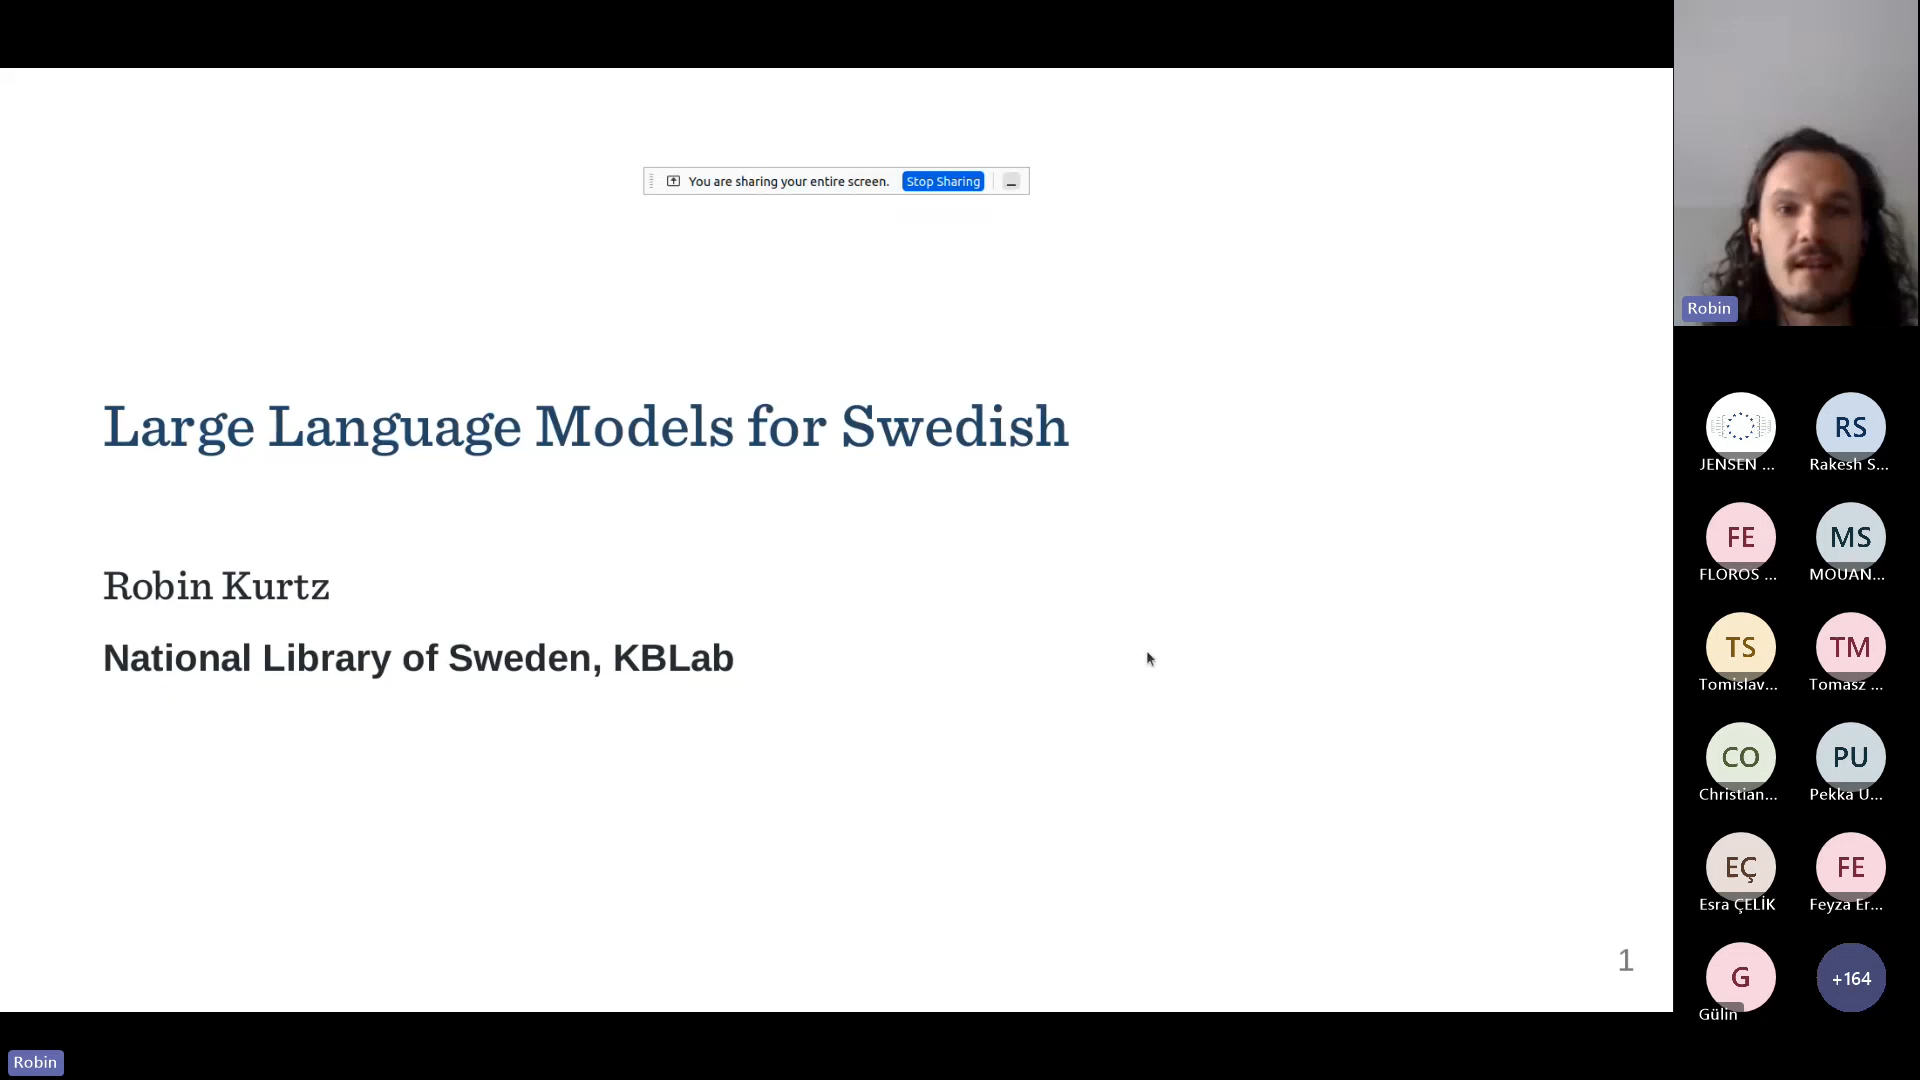 You are sharing your entire screen. Stop Sharing
Large Language Models for Swedish
Robin Kurtz
National Library of Sweden, KBLab
1
Robin
JENSEN ...
RS
Rakesh S...
FE
FLOROS ...
MS
MOUAN...
TS
Tomislav...
TM
Tomasz ...
CO
Christian...
PU
Pekka U...
EÇ
Esra ÇELİK
FE
Feyza Er...
G
Gülin
+164
Robin